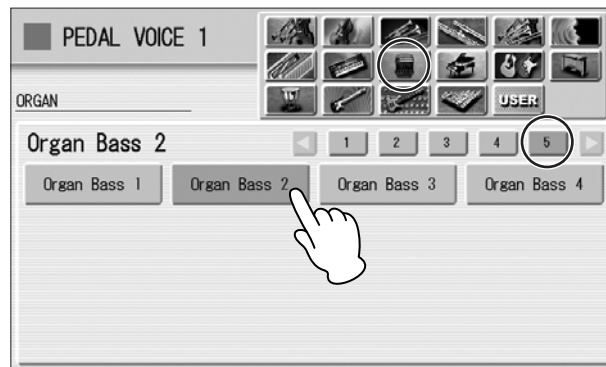 PEDAL VOICE 1
USER
ORGAN
Organ Bass 2
1 2 3 4 5
Organ Bass 1 Organ Bass 2 Organ Bass 3 Organ Bass 4